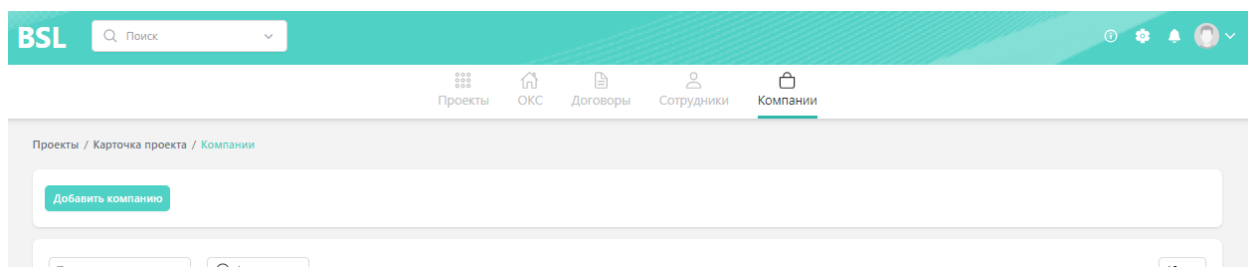 BSL Поиск
Проекты ОКС Договоры Сотрудники Компании
Проекты / Карточка проекта / Компании
Добавить компанию